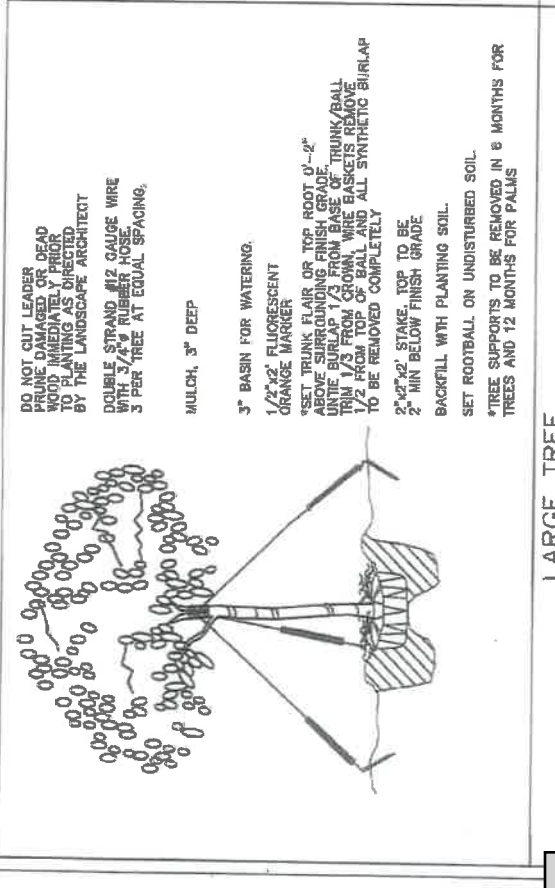 DO NOT CUT LEADER
PRUNE DAMAGED OR DEAD
WOOD IMMEDIATELY PRIOR
TO PLANTING AS DIRECTED
BY THE LANDSCAPE ARCHITECT
DOUBLE STRAND #12 GAUGE WIRE
WITH 3/4"ø RUBBER HOSE.
3 PER TREE AT EQUAL SPACING.
MULCH, 3" DEEP
3" BASIN FOR WATERING.
1/2"x2' FLUORESCENT
ORANGE MARKER
*SET TRUNK FLAIR OR TOP ROOT 0'-2"
ABOVE SURROUNDING FINISH GRADE.
UNTIE BURLAP 1/3 FROM BASE OF TRUNK/BALL
TRIM 1/3 FROM CROWN, WIRE BASKETS REMOVE
1/2 FROM TOP OF BALL AND ALL SYNTHETIC BURLAP
TO BE REMOVED COMPLETELY
2"x2"x2' STAKE, TOP TO BE
2" MIN BELOW FINISH GRADE
BACKFILL WITH PLANTING SOIL.
SET ROOTBALL ON UNDISTURBED SOIL.
*TREE SUPPORTS TO BE REMOVED IN 6 MONTHS FOR
TREES AND 12 MONTHS FOR PALMS
LARGE TREE